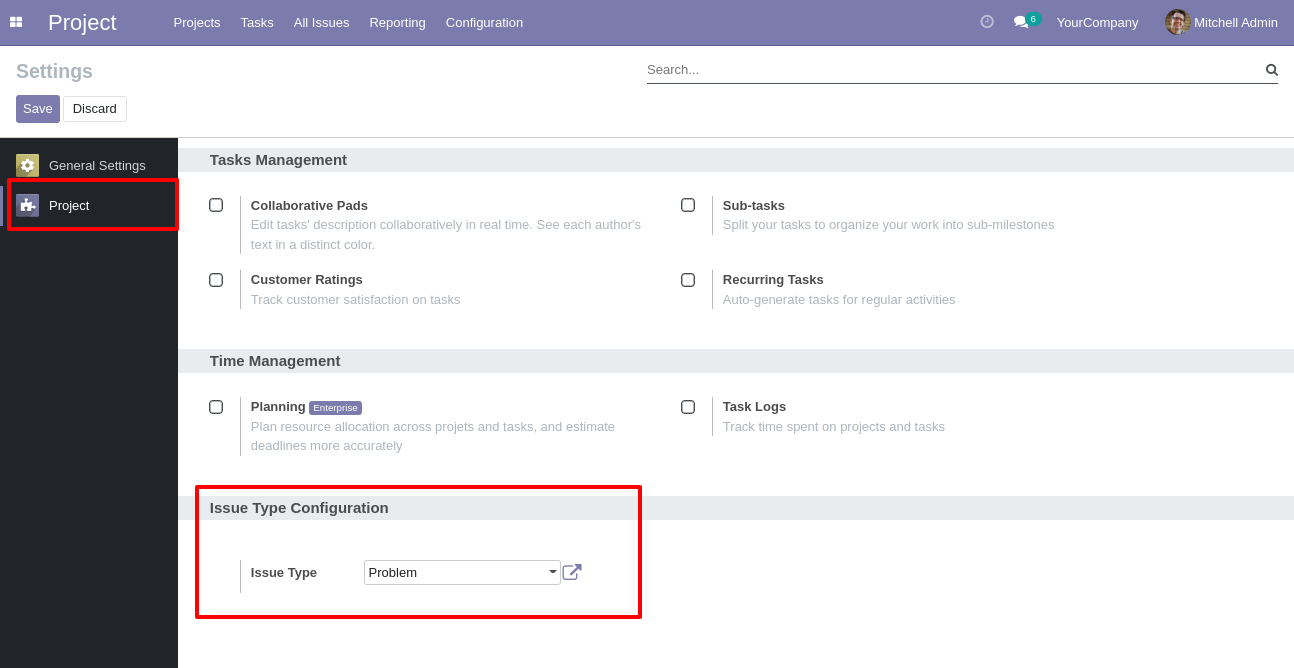 Project Projects Tasks All Issues Reporting Configuration 6 YourCompany Mitchell Admin
Settings Search...
Save Discard
General Settings
Project
Tasks Management
Collaborative Pads
Edit tasks' description collaboratively in real time. See each author's
text in a distinct color.
Sub-tasks
Split your tasks to organize your work into sub-milestones
Customer Ratings
Track customer satisfaction on tasks
Recurring Tasks
Auto-generate tasks for regular activities
Time Management
Planning Enterprise
Plan resource allocation across projets and tasks, and estimate
deadlines more accurately
Task Logs
Track time spent on projects and tasks
Issue Type Configuration
Issue Type Problem